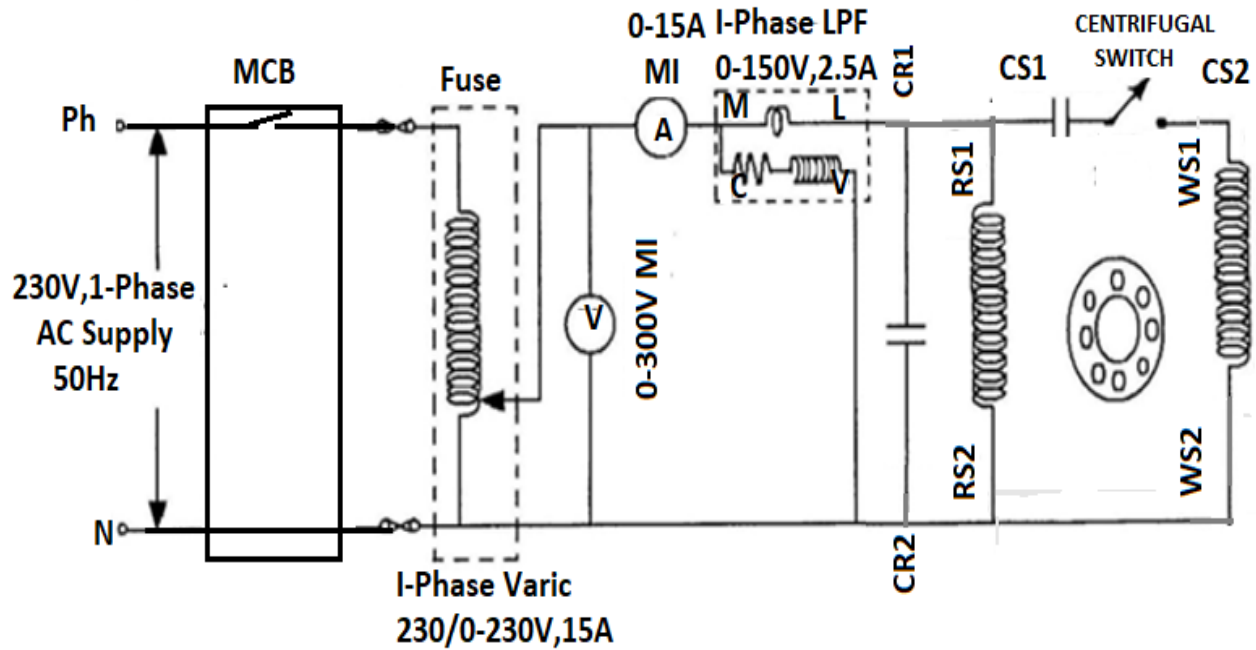 0-15A
I-Phase LPF
CENTRIFUGAL
SWITCH
MCB
Fuse
MI
0-150V,2.5A
CR1
CS1
CS2
Ph
M
L
A
C
V
RS1
WS1
230V,1-Phase
AC Supply
50Hz
V
0-300V MI
RS2
WS2
N
CR2
I-Phase Varic
230/0-230V,15A